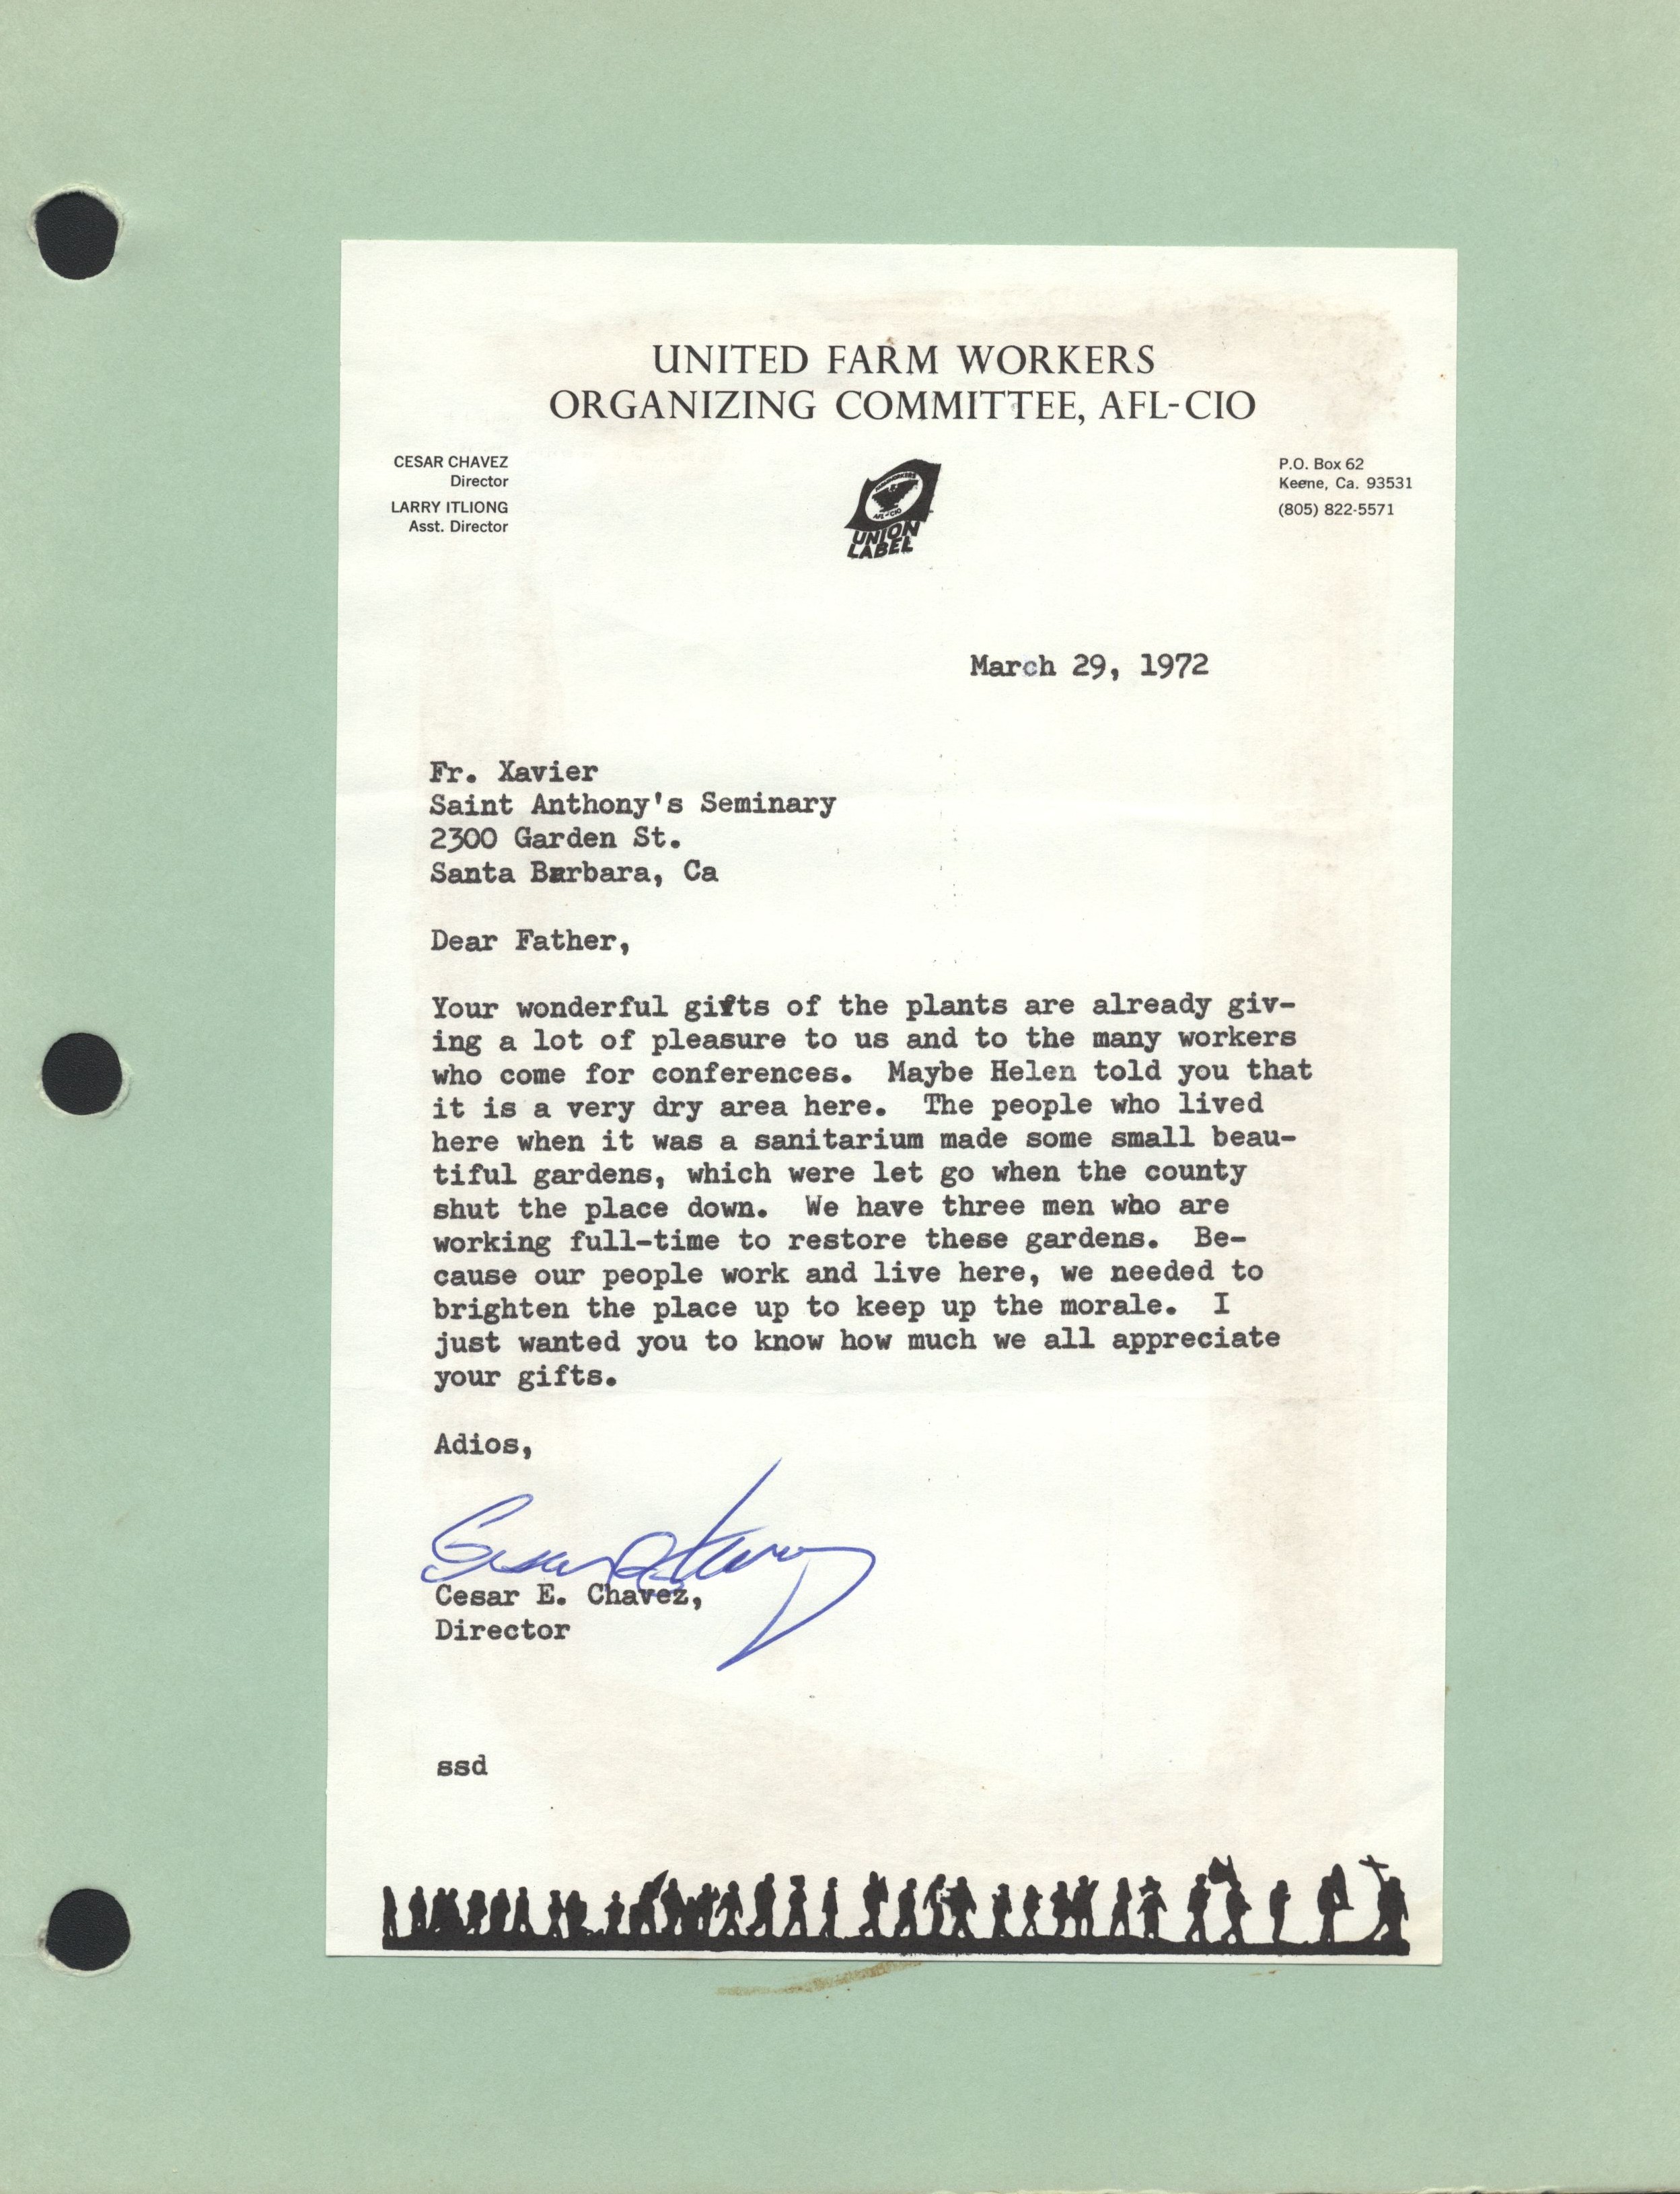 UNITED FARM WORKERS
ORGANIZING COMMITTEE, AFL-CIO
CESAR CHAVEZ
Director
LARRY ITLIONG
Asst. Director
AFL-CIO
UNION
LABEL
P.O. Box 62
Keene, Ca. 93531
(805) 822-5571
March 29, 1972
Fr. Xavier
Saint Anthony's Seminary
2300 Garden St.
Santa Barbara, Ca
Dear Father,
Your wonderful gifts of the plants are already giv-
ing a lot of pleasure to us and to the many workers
who come for conferences.  Maybe Helen told you that
it is a very dry area here.  The people who lived
here when it was a sanitarium made some small beau-
tiful gardens, which were let go when the county
shut the place down.  We have three men who are
working full-time to restore these gardens.  Be-
cause our people work and live here, we needed to
brighten the place up to keep up the morale.  I
just wanted you to know how much we all appreciate
your gifts.
Adios,
Cesar E. Chavez
Cesar E. Chavez,
Director
ssd